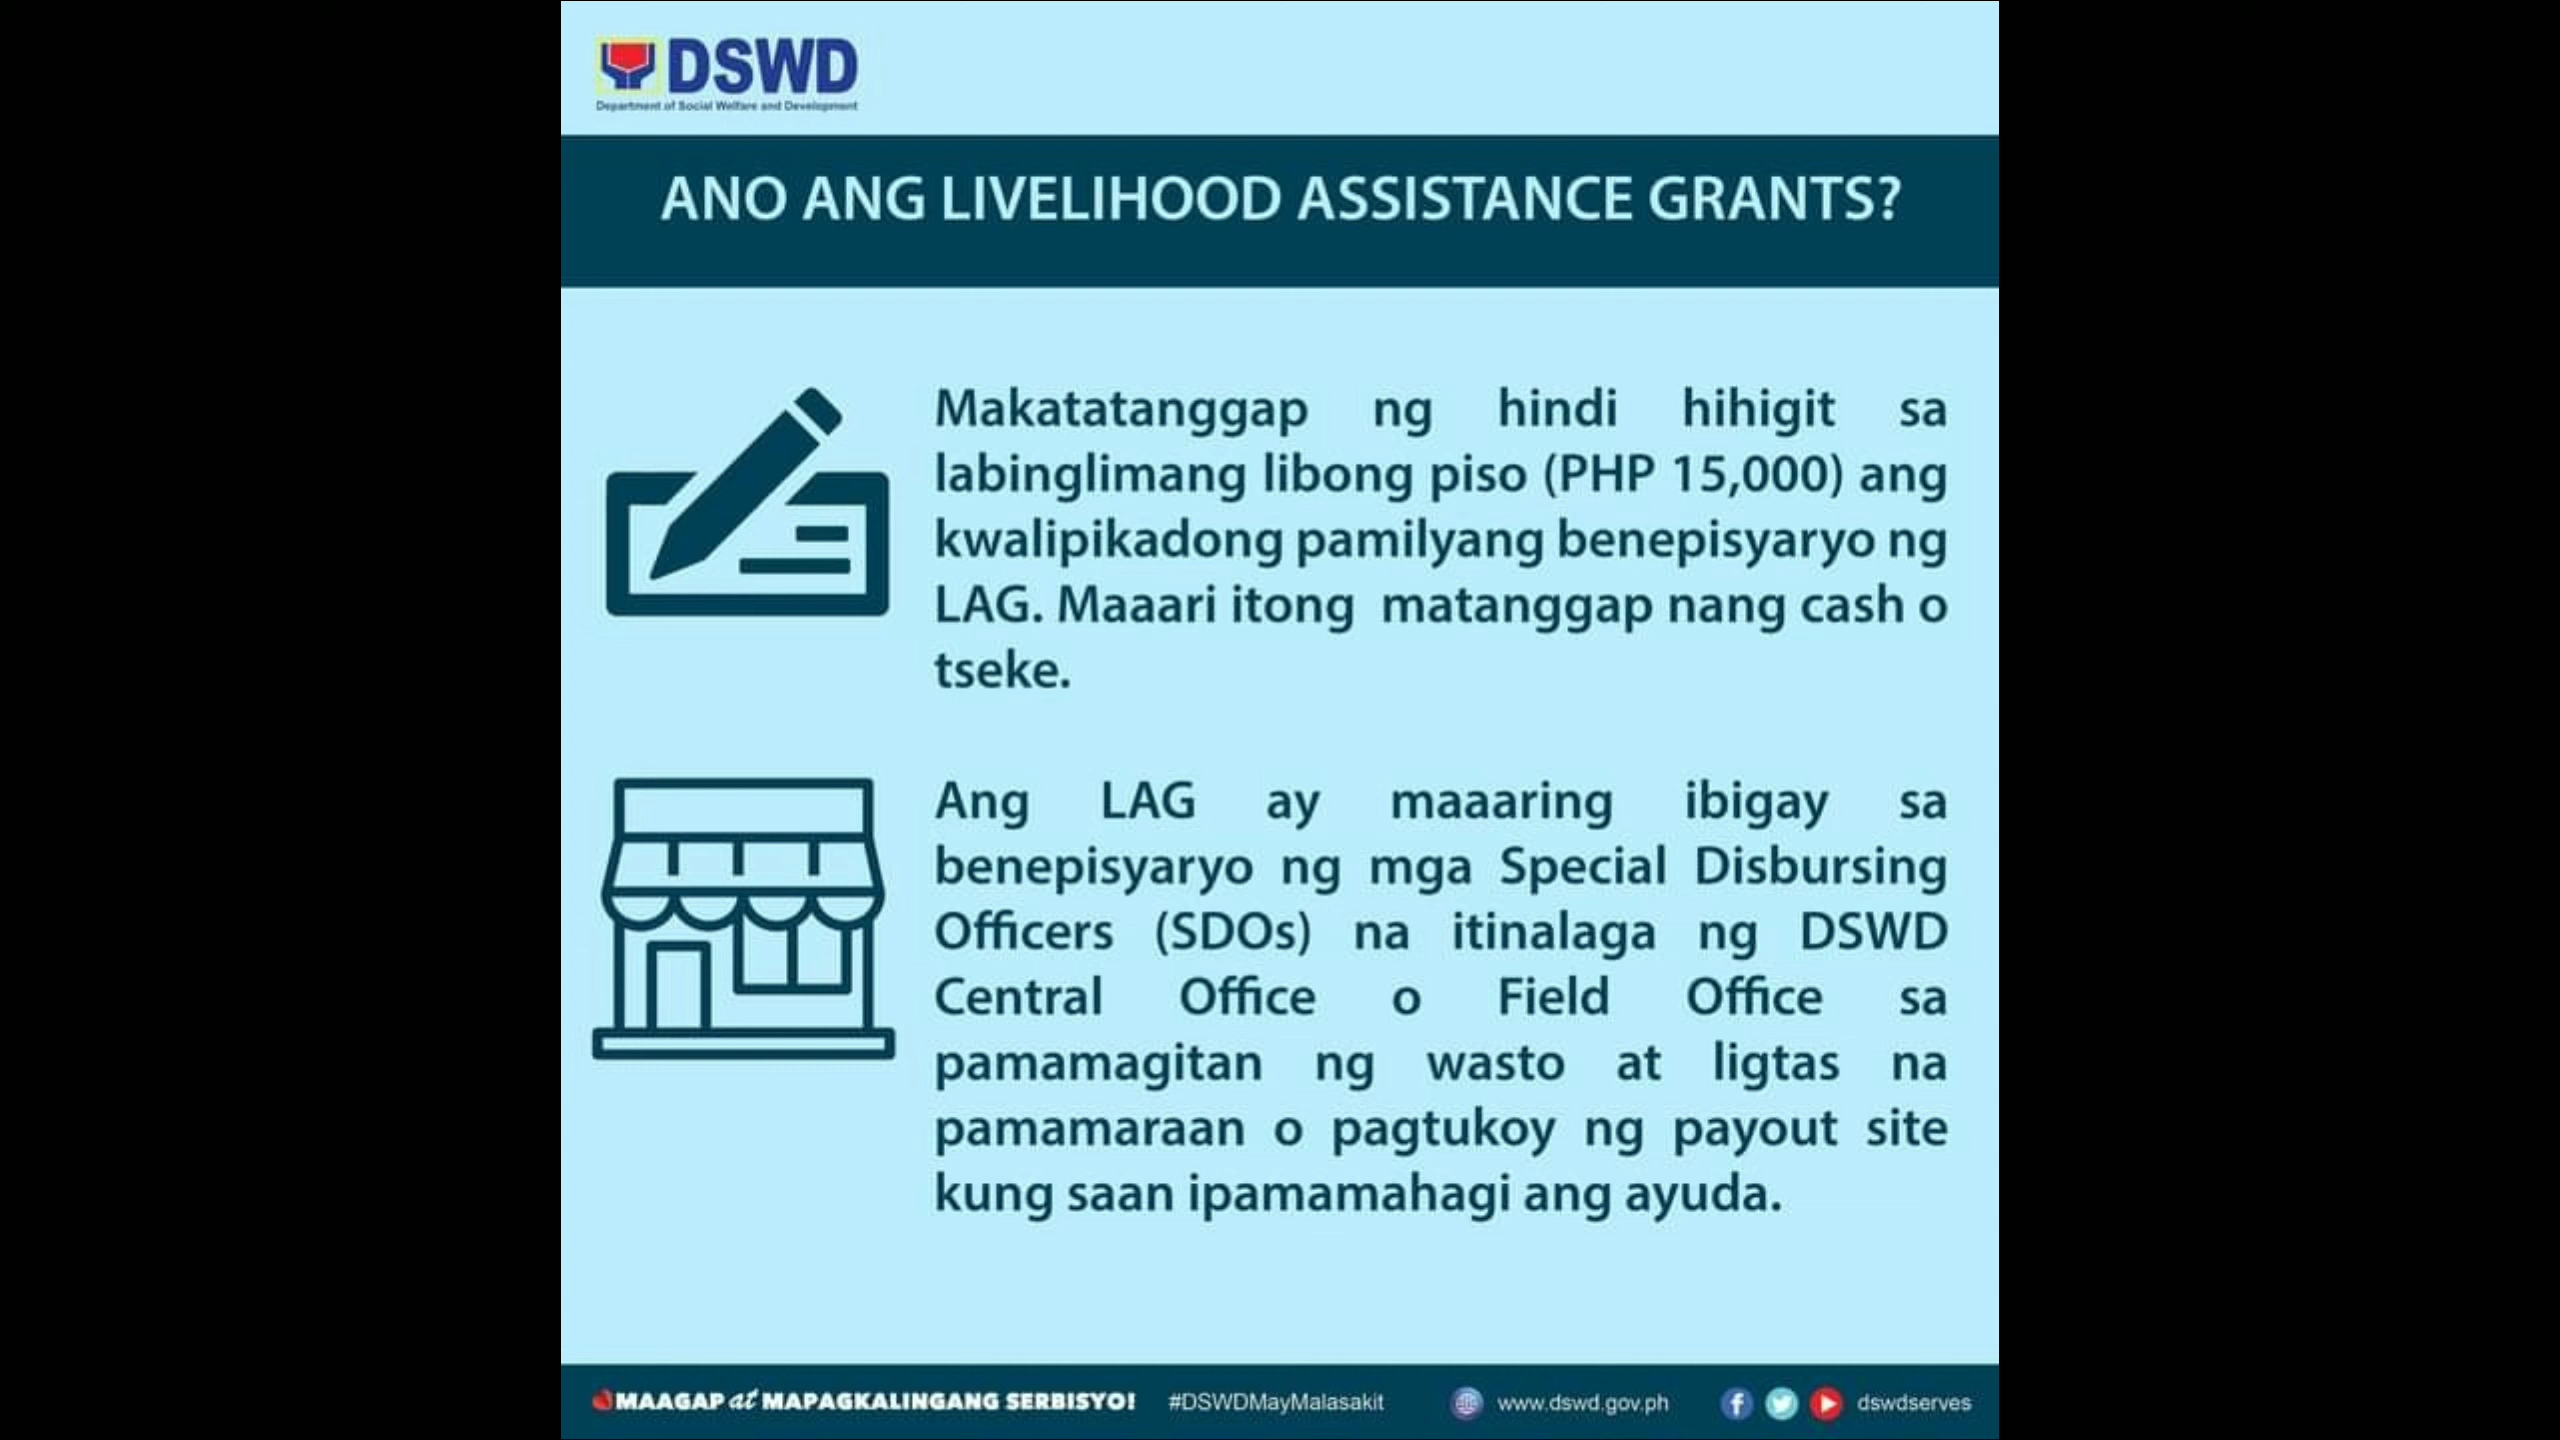 DSWD
Department of Social Welfare and Development
ANO ANG LIVELIHOOD ASSISTANCE GRANTS?
Makatatanggap ng hindi hihigit sa
labinglimang libong piso (PHP 15,000) ang
kwalipikadong pamilyang benepisyaryo ng
LAG. Maaari itong matanggap nang cash o
tseke.
Ang LAG ay maaaring ibigay sa
benepisyaryo ng mga Special Disbursing
Officers (SDOs) na itinalaga ng DSWD
Central Office o Field Office sa
pamamagitan ng wasto at ligtas na
pamamaraan o pagtukoy ng payout site
kung saan ipamamahagi ang ayuda.
MAAGAP at MAPAGKALINGANG SERBISYO! #DSWDMayMalasakit www.dswd.gov.ph dswdserves